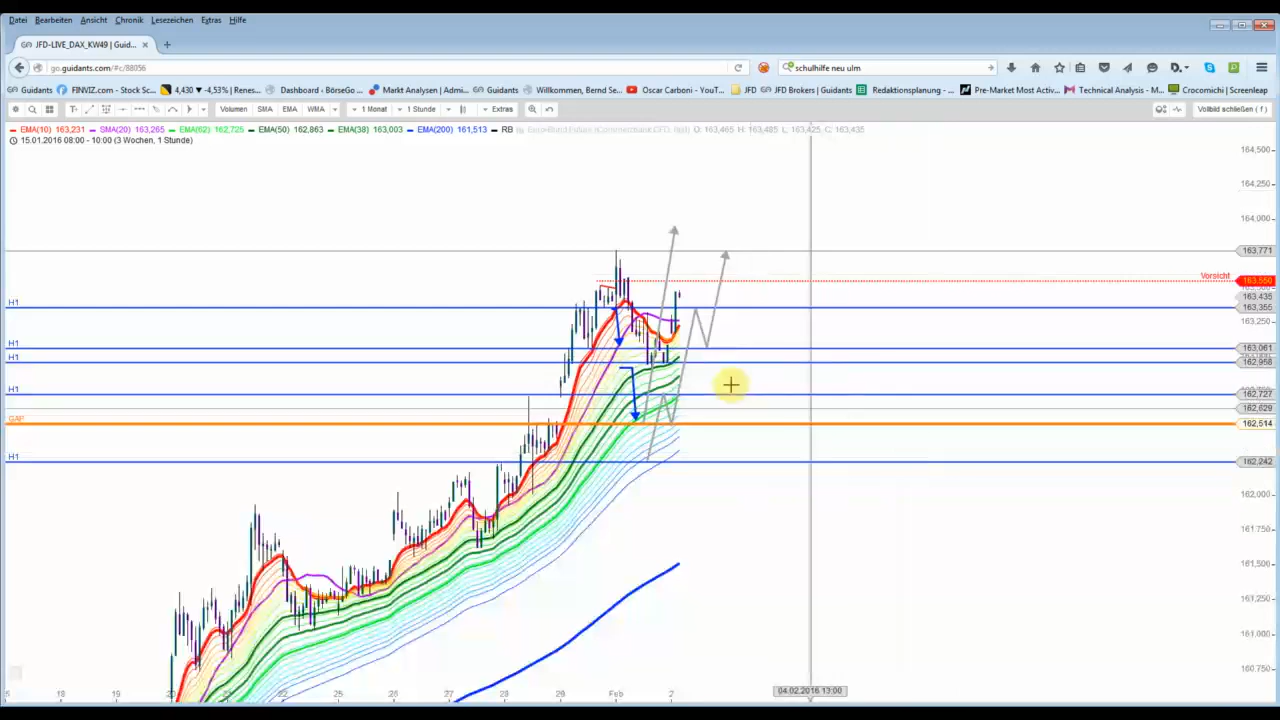 Datei Bearbeiten Ansicht Chronik Lesezeichen Extras Hilfe
JFD-LIVE_DAX_KW49 | Guid...
go.guidants.com/#c/88056
schulhilfe neu ulm
Guidants FINVIZ.com - Stock Sc... 4,430 -4,53% | Renes... Dashboard - BörseGo ... Markt Analysen | Admi... Guidants Willkommen, Bernd Se... Oscar Carboni - YouT... JFD JFD Brokers | Guidants Redaktionsplanung - ... Pre-Market Most Activ... Technical Analysis - M... Crocomichi | Screenleap
Volumen SMA EMA WMA 1 Monat 1 Stunde Extras Vollbild schließen ( f )
EMA(10) 163,231 SMA(20) 163,265 EMA(62) 162,725 EMA(50) 162,863 EMA(38) 163,003 EMA(200) 161,513 RB O: 163,465 H: 163,485 L: 163,425 C: 163,435
15.01.2016 08:00 - 10:00 (3 Wochen, 1 Stunde)
164,500
164,250
164,000
163,771
Vorsicht
163,550
163,435
H1 163,355
163,250
H1 163,061
H1 162,958
H1 162,727
162,629
GAP 162,514
H1 162,242
162,000
161,750
161,500
161,250
161,000
160,750
18 19 22 25 26 27 28 29 Feb 2
04.02.2016 13:00